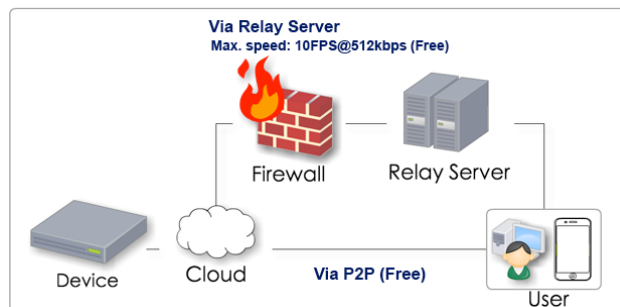 Via Relay Server
Max. speed: 10FPS@512kbps (Free)
Firewall
Relay Server
Device
Cloud
Via P2P (Free)
User